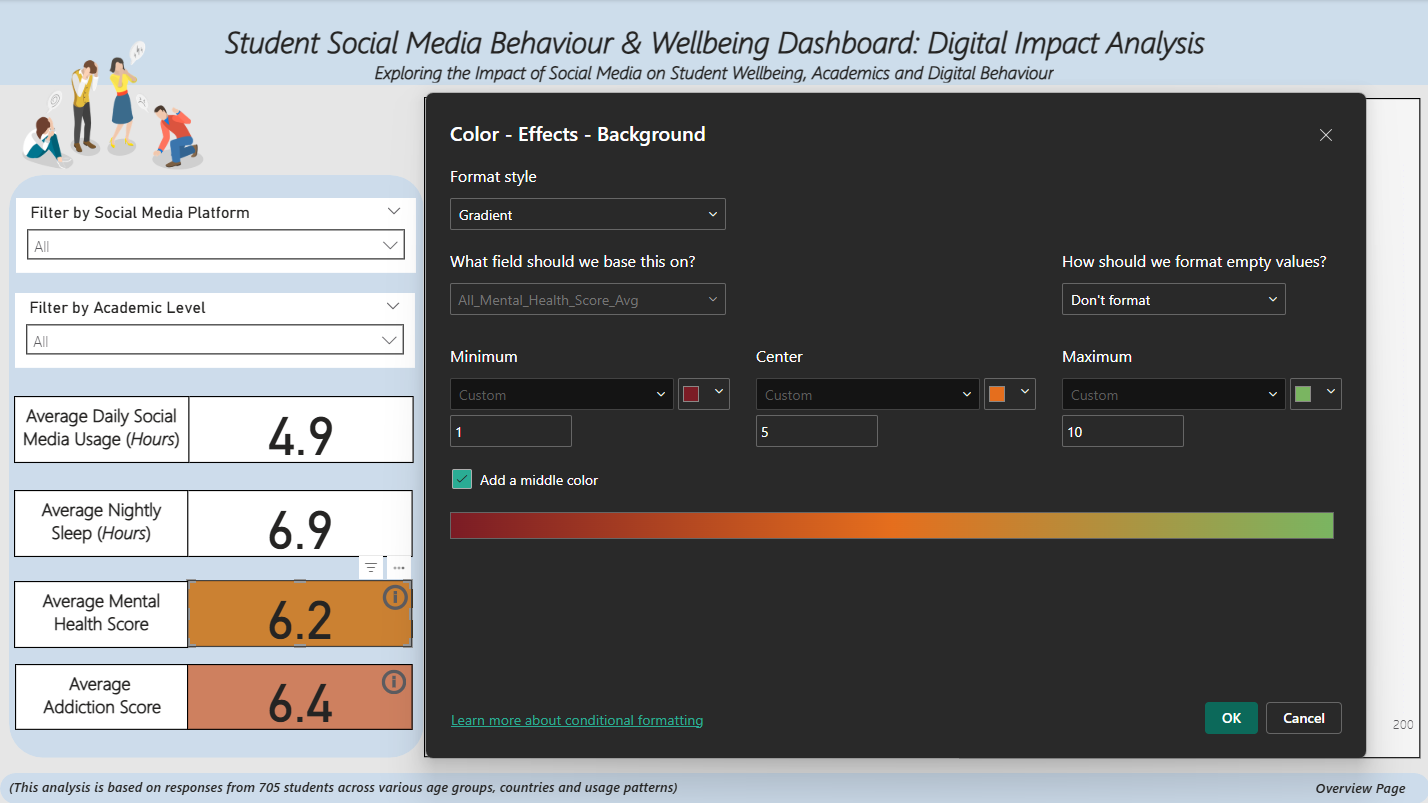 Student Social Media Behaviour & Wellbeing Dashboard: Digital Impact Analysis
Exploring the Impact of Social Media on Student Wellbeing, Academics and Digital Behaviour
Filter by Social Media Platform
All
Filter by Academic Level
All
Average Daily Social
Media Usage (Hours)
4.9
Average Nightly
Sleep (Hours)
6.9
Average Mental
Health Score
6.2
Average
Addiction Score
6.4
Color - Effects - Background
Format style
Gradient
What field should we base this on?
How should we format empty values?
All_Mental_Health_Score_Avg
Don't format
Minimum
Center
Maximum
Custom
Custom
Custom
1
5
10
Add a middle color
Learn more about conditional formatting
OK
Cancel
200
(This analysis is based on responses from 705 students across various age groups, countries and usage patterns)
Overview Page